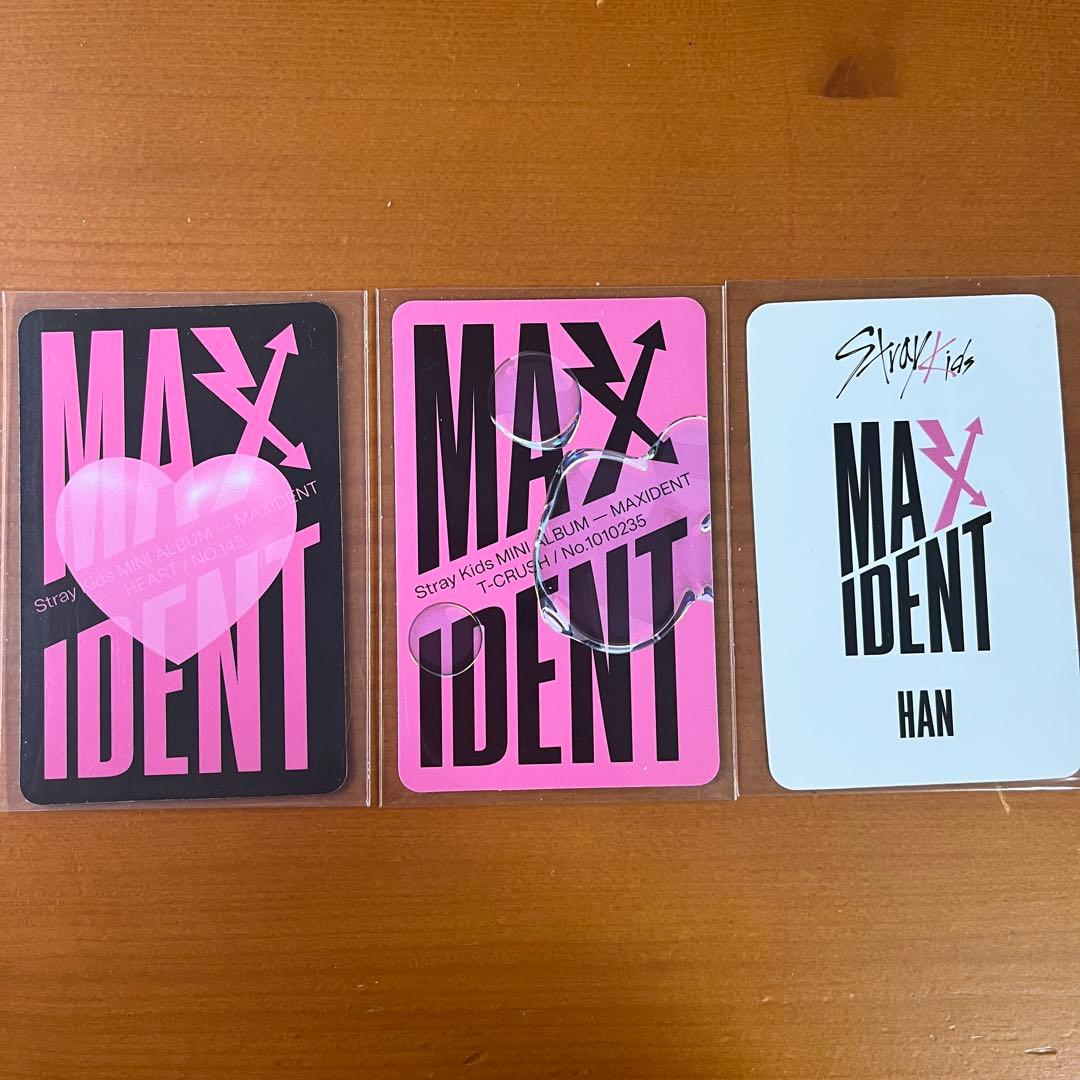 MAX
Stray Kids MINI ALBUM — MAXIDENT
HEART / NO.143
IDENT
MAX
Stray Kids MINI ALBUM — MAXIDENT
T-CRUSH / No.1010235
IDENT
Stray Kids
MAX
IDENT
HAN